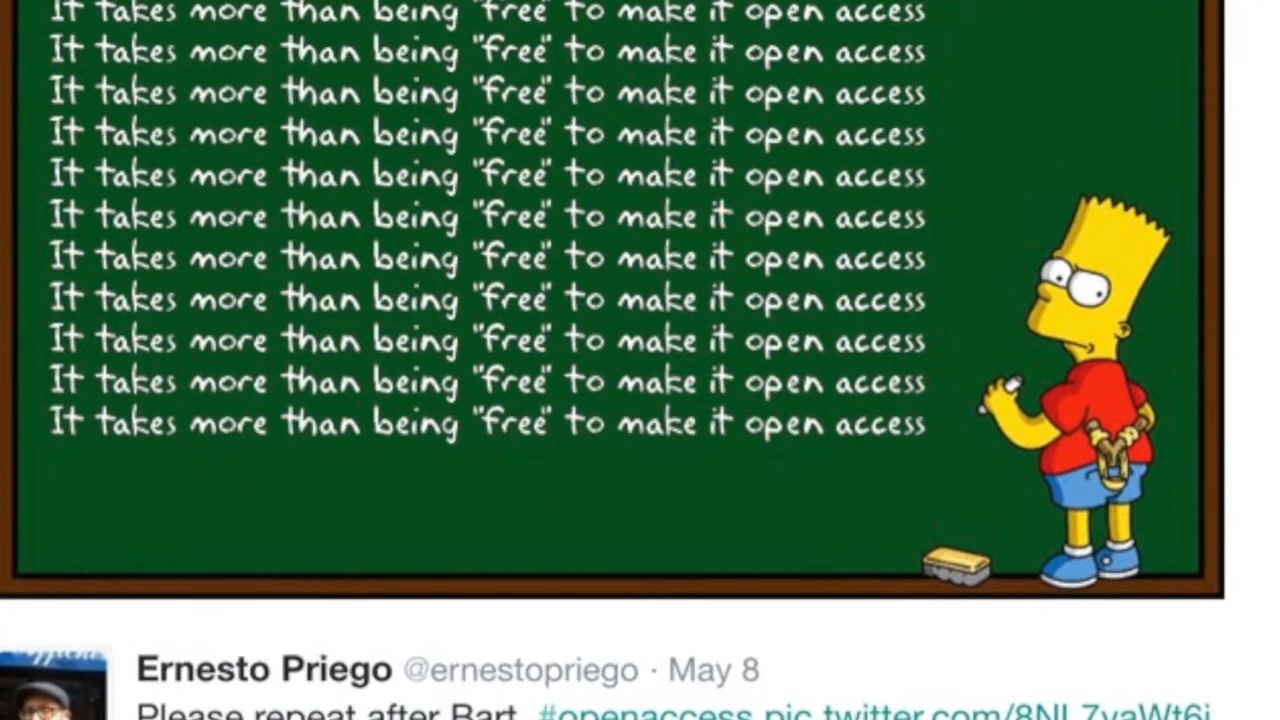 It takes more than being "free" to make it open access
It takes more than being "free" to make it open access
It takes more than being "free" to make it open access
It takes more than being "free" to make it open access
It takes more than being "free" to make it open access
It takes more than being "free" to make it open access
It takes more than being "free" to make it open access
It takes more than being "free" to make it open access
It takes more than being "free" to make it open access
It takes more than being "free" to make it open access
It takes more than being "free" to make it open access
Ernesto Priego @ernestopriego · May 8
Please repeat after Bart. #openaccess